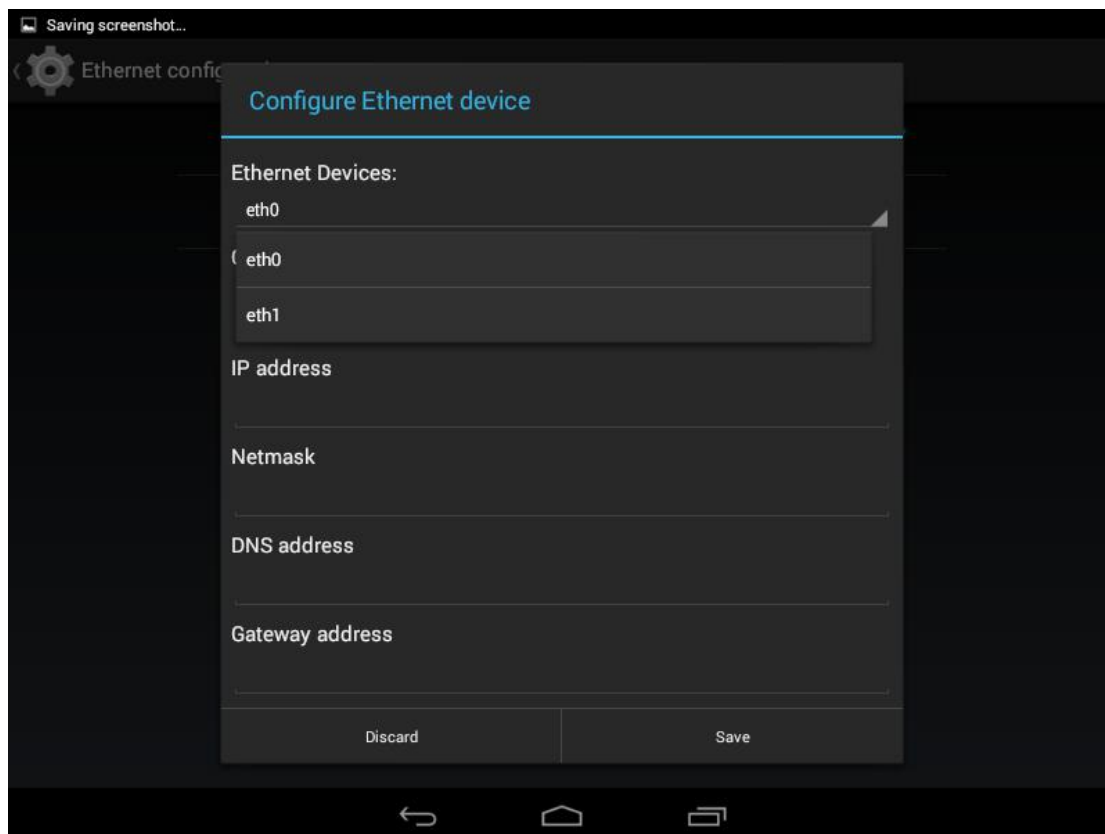 Saving screenshot...
Ethernet config
Configure Ethernet device
Ethernet Devices:
eth0
eth0
eth1
IP address
Netmask
DNS address
Gateway address
Discard
Save